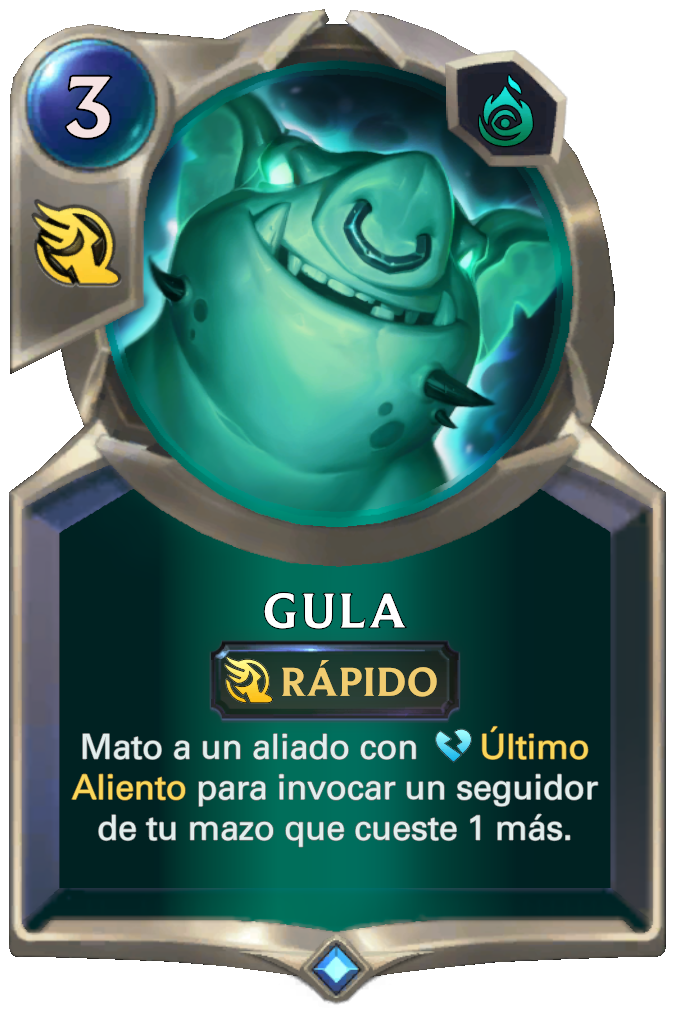 3
GULA
RÁPIDO
Mato a un aliado con Último
Aliento para invocar un seguidor
de tu mazo que cueste 1 más.